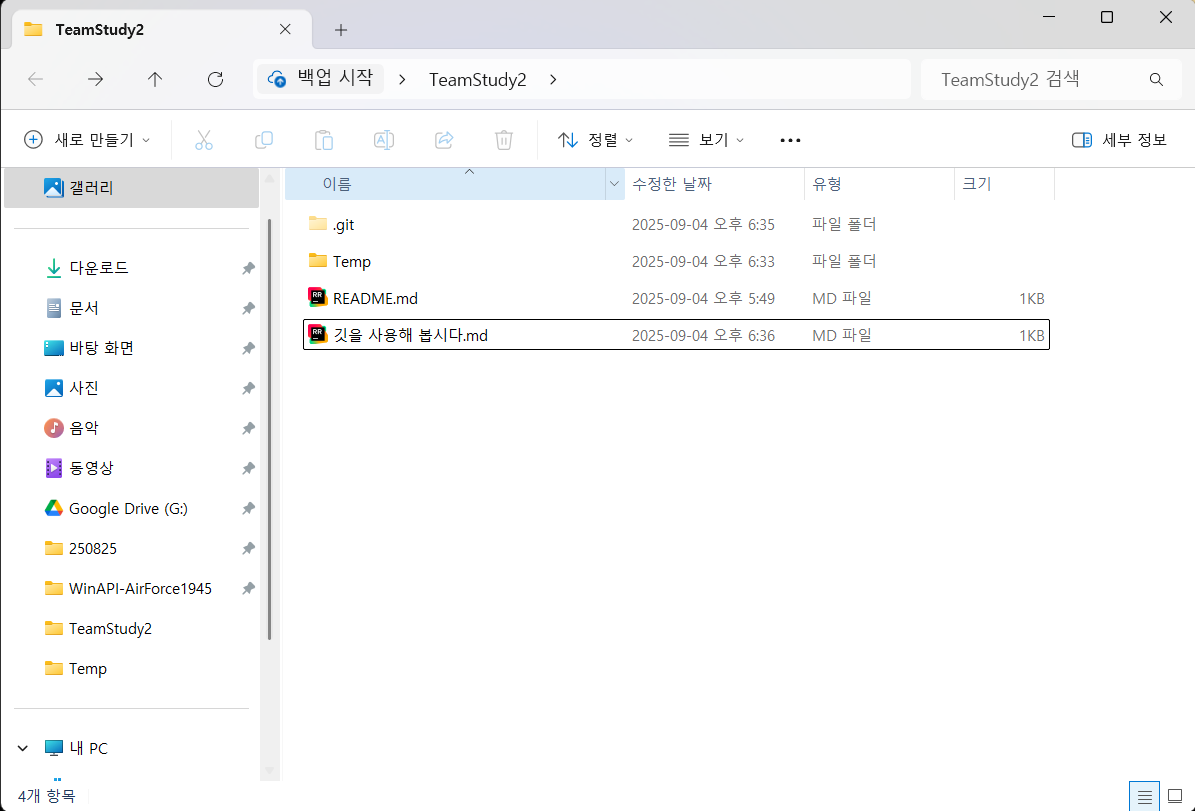 TeamStudy2
백업 시작 TeamStudy2 TeamStudy2 검색
새로 만들기 정렬 보기 세부 정보
갤러리
다운로드
문서
바탕 화면
사진
음악
동영상
Google Drive (G:)
250825
WinAPI-AirForce1945
TeamStudy2
Temp
내 PC
이름 수정한 날짜 유형 크기
.git 2025-09-04 오후 6:35 파일 폴더
Temp 2025-09-04 오후 6:33 파일 폴더
RR README.md 2025-09-04 오후 5:49 MD 파일 1KB
RR 깃을 사용해 봅시다.md 2025-09-04 오후 6:36 MD 파일 1KB
4개 항목